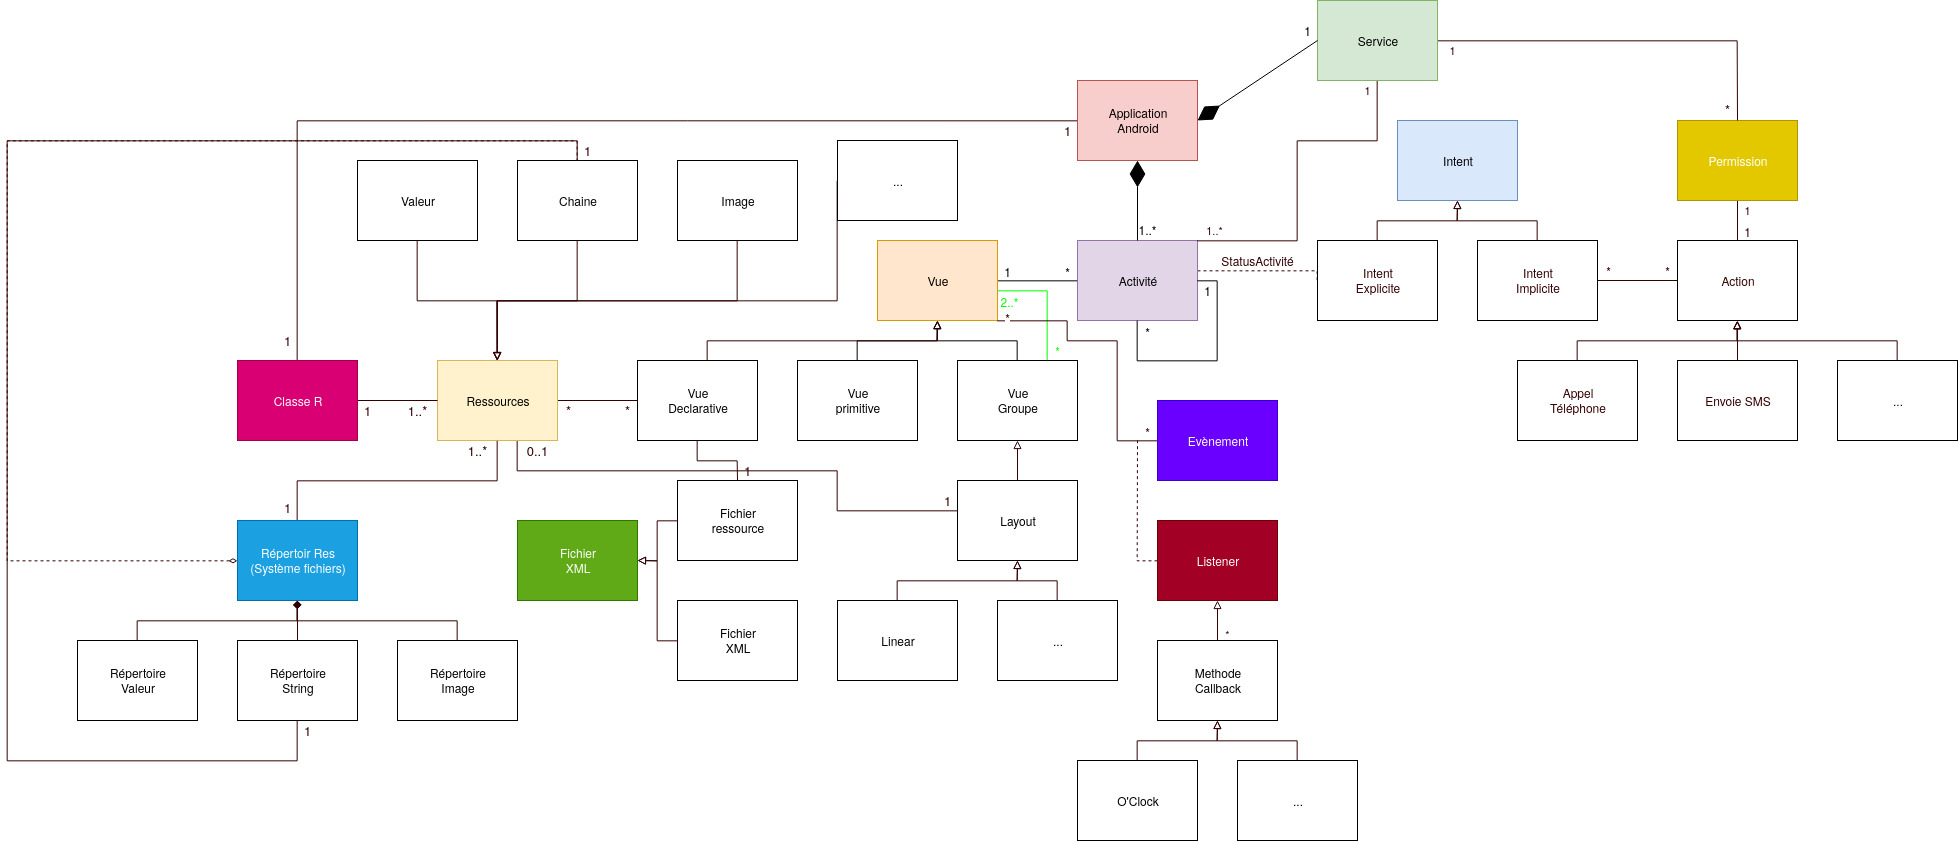 Service
1
1
1
Application
Android
1
*
Intent
Permission
1
Valeur
Chaine
Image
...
1
1
1..*
1..*
Vue
1
*
Activité
StatusActivité
Intent
Explicite
Intent
Implicite
*
*
Action
1
2..*
*
*
*
1
Classe R
1
1..*
Ressources
*
*
Vue
Declarative
Vue
primitive
Vue
Groupe
Evènement
*
Appel
Téléphone
Envoie SMS
...
1..*
0..1
1
1
1
Répertoir Res
(Système fichiers)
Fichier
XML
Fichier
ressource
Layout
Listener
Répertoire
Valeur
Répertoire
String
Répertoire
Image
Fichier
XML
Linear
...
*
Methode
Callback
1
O'Clock
...